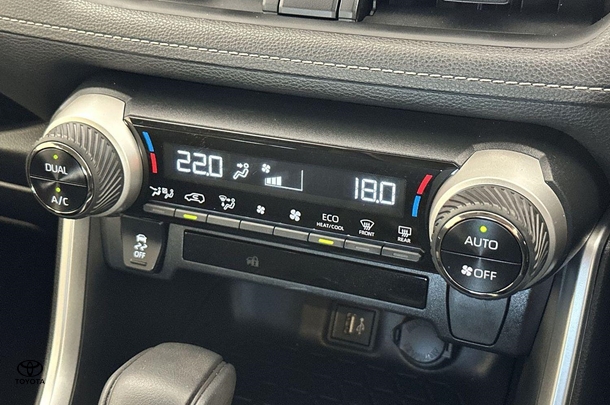 DUAL
A/C
22.0
18.0
ECO
HEAT/COOL
FRONT
REAR
AUTO
OFF
OFF
TOYOTA